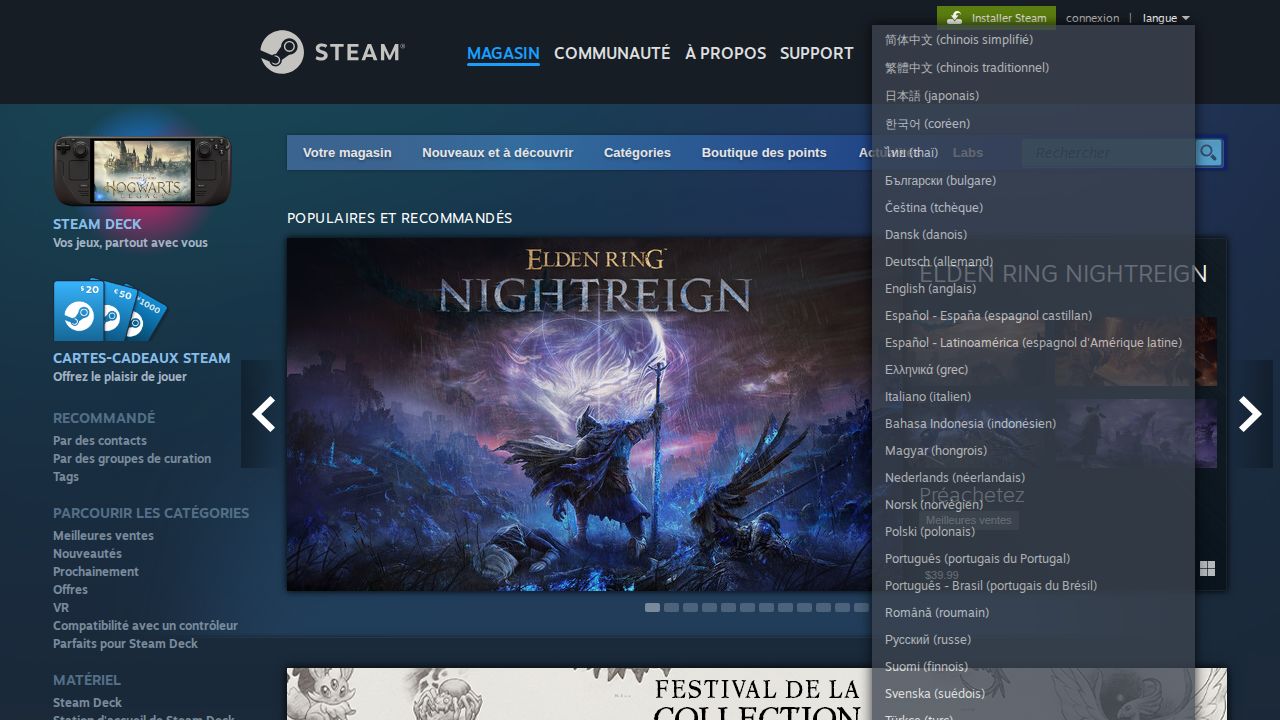 Installer Steam
connexion | langue
STEAM®
MAGASIN
COMMUNAUTÉ
À PROPOS
SUPPORT
简体中文 (chinois simplifié)
繁體中文 (chinois traditionnel)
日本語 (japonais)
한국어 (coréen)
ไทย (thaï)
Български (bulgare)
Čeština (tchèque)
Dansk (danois)
Deutsch (allemand)
English (anglais)
Español - España (espagnol castillan)
Español - Latinoamérica (espagnol d'Amérique latine)
Ελληνικά (grec)
Italiano (italien)
Bahasa Indonesia (indonésien)
Magyar (hongrois)
Nederlands (néerlandais)
Norsk (norvégien)
Polski (polonais)
Português (portugais du Portugal)
Português - Brasil (portugais du Brésil)
Română (roumain)
Русский (russe)
Suomi (finnois)
Svenska (suédois)
Türkçe (turc)
Votre magasin
Nouveaux et à découvrir
Catégories
Boutique des points
Labs
Rechercher
HOGWARTS
LEGACY
STEAM DECK
Vos jeux, partout avec vous
$ 20
€ 50
1000
CARTES-CADEAUX STEAM
Offrez le plaisir de jouer
RECOMMANDÉ
Par des contacts
Par des groupes de curation
Tags
PARCOURIR LES CATÉGORIES
Meilleures ventes
Nouveautés
Prochainement
Offres
VR
Compatibilité avec un contrôleur
Parfaits pour Steam Deck
MATÉRIEL
Steam Deck
Station d'accueil de Steam Deck
POPULAIRES ET RECOMMANDÉS
ELDEN RING
NIGHTREIGN
ELDEN RING NIGHTREIGN
Préachetez
Meilleures ventes
$39.99
FESTIVAL DE LA
COLLECTION